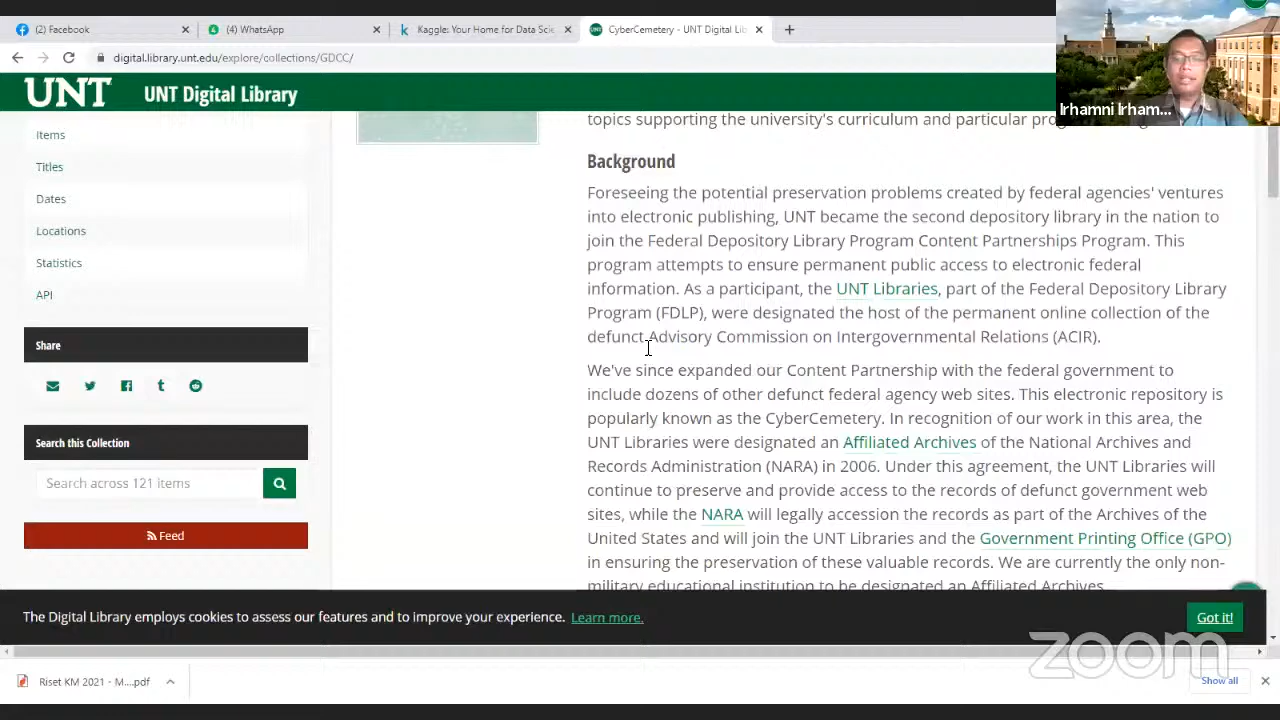 (2) Facebook
(4) WhatsApp
Kaggle: Your Home for Data Scie
CyberCemetery - UNT Digital Lib
digital.library.unt.edu/explore/collections/GDCC/
Irhamni Irham...
UNT
UNT Digital Library
Items
Titles
Dates
Locations
Statistics
API
Share
Search this Collection
Search across 121 items
Feed
topics supporting the university's curriculum and particular
Background
Foreseeing the potential preservation problems created by federal agencies' ventures
into electronic publishing, UNT became the second depository library in the nation to
join the Federal Depository Library Program Content Partnerships Program. This
program attempts to ensure permanent public access to electronic federal
information. As a participant, the UNT Libraries, part of the Federal Depository Library
Program (FDLP), were designated the host of the permanent online collection of the
defunct Advisory Commission on Intergovernmental Relations (ACIR).
We've since expanded our Content Partnership with the federal government to
include dozens of other defunct federal agency web sites. This electronic repository is
popularly known as the CyberCemetery. In recognition of our work in this area, the
UNT Libraries were designated an Affiliated Archives of the National Archives and
Records Administration (NARA) in 2006. Under this agreement, the UNT Libraries will
continue to preserve and provide access to the records of defunct government web
sites, while the NARA will legally accession the records as part of the Archives of the
United States and will join the UNT Libraries and the Government Printing Office (GPO)
in ensuring the preservation of these valuable records. We are currently the only non-
military educational institution to be designated an Affiliated Archives.
The Digital Library employs cookies to assess our features and to improve your experience. Learn more.
Got it!
zoom
Riset KM 2021 - M....pdf
Show all